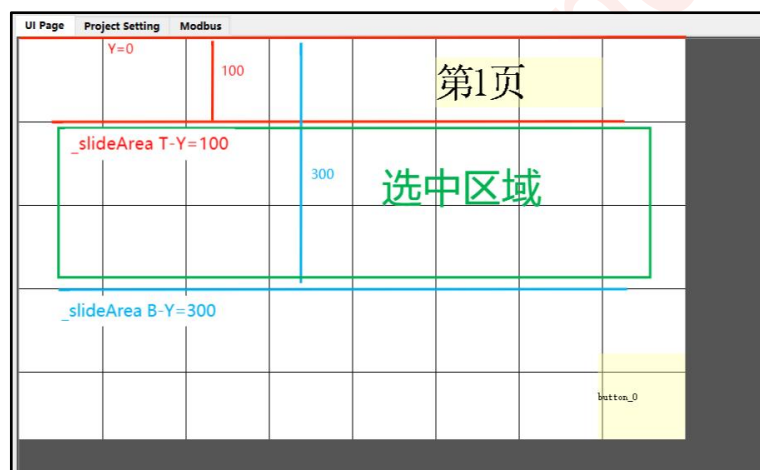 UI Page Project Setting Modbus
Y=0
100
第1页
_slideArea T-Y=100
300
选中区域
_slideArea B-Y=300
button_0